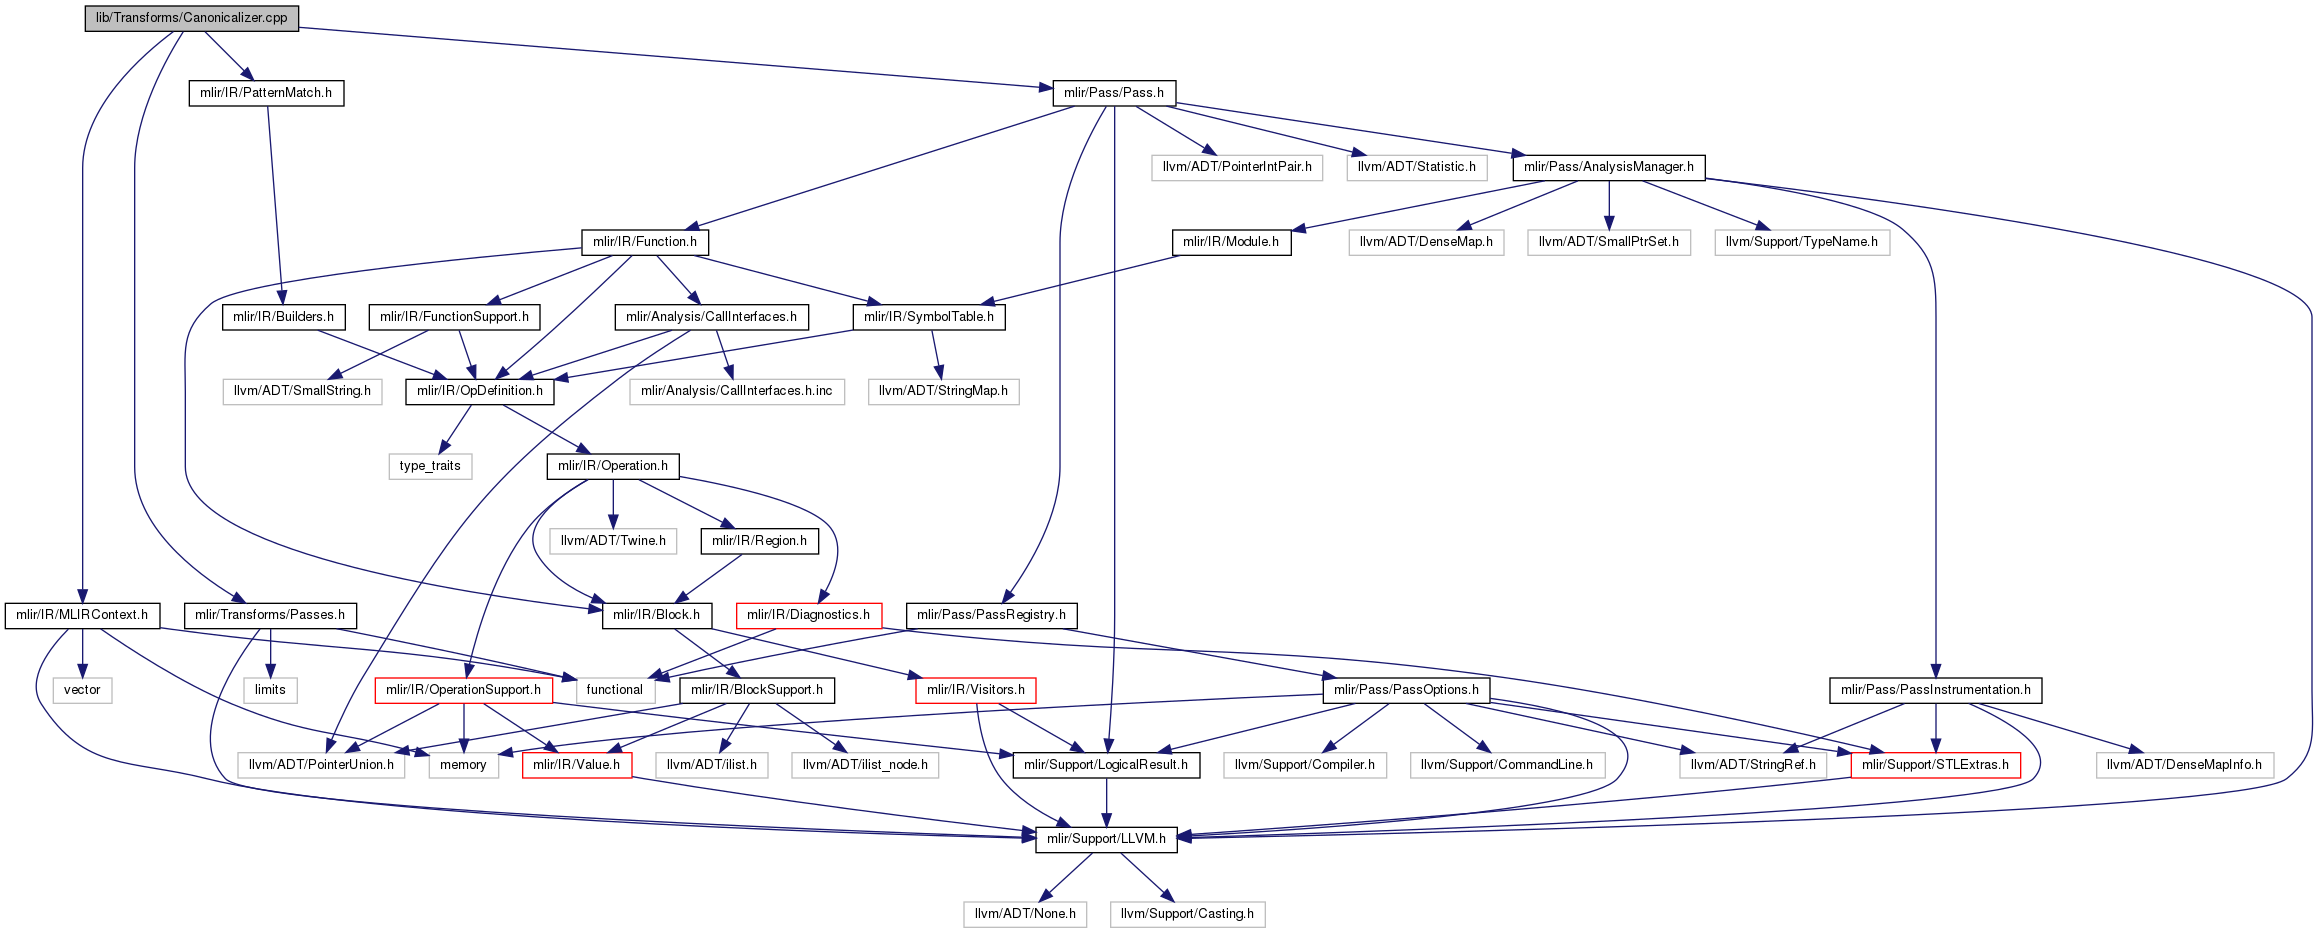 lib/Transforms/Canonicalizer.cpp
mlir/IR/PatternMatch.h
mlir/Pass/Pass.h
llvm/ADT/PointerIntPair.h
llvm/ADT/Statistic.h
mlir/Pass/AnalysisManager.h
mlir/IR/Function.h
mlir/IR/Module.h
llvm/ADT/DenseMap.h
llvm/ADT/SmallPtrSet.h
llvm/Support/TypeName.h
mlir/IR/Builders.h
mlir/IR/FunctionSupport.h
mlir/Analysis/CallInterfaces.h
mlir/IR/SymbolTable.h
llvm/ADT/SmallString.h
mlir/IR/OpDefinition.h
mlir/Analysis/CallInterfaces.h.inc
llvm/ADT/StringMap.h
type_traits
mlir/IR/Operation.h
llvm/ADT/Twine.h
mlir/IR/Region.h
mlir/IR/MLIRContext.h
mlir/Transforms/Passes.h
mlir/IR/Block.h
mlir/IR/Diagnostics.h
mlir/Pass/PassRegistry.h
vector
limits
mlir/IR/OperationSupport.h
functional
mlir/IR/BlockSupport.h
mlir/IR/Visitors.h
mlir/Pass/PassOptions.h
mlir/Pass/PassInstrumentation.h
llvm/ADT/PointerUnion.h
memory
mlir/IR/Value.h
llvm/ADT/ilist.h
llvm/ADT/ilist_node.h
mlir/Support/LogicalResult.h
llvm/Support/Compiler.h
llvm/Support/CommandLine.h
llvm/ADT/StringRef.h
mlir/Support/STLExtras.h
llvm/ADT/DenseMapInfo.h
mlir/Support/LLVM.h
llvm/ADT/None.h
llvm/Support/Casting.h